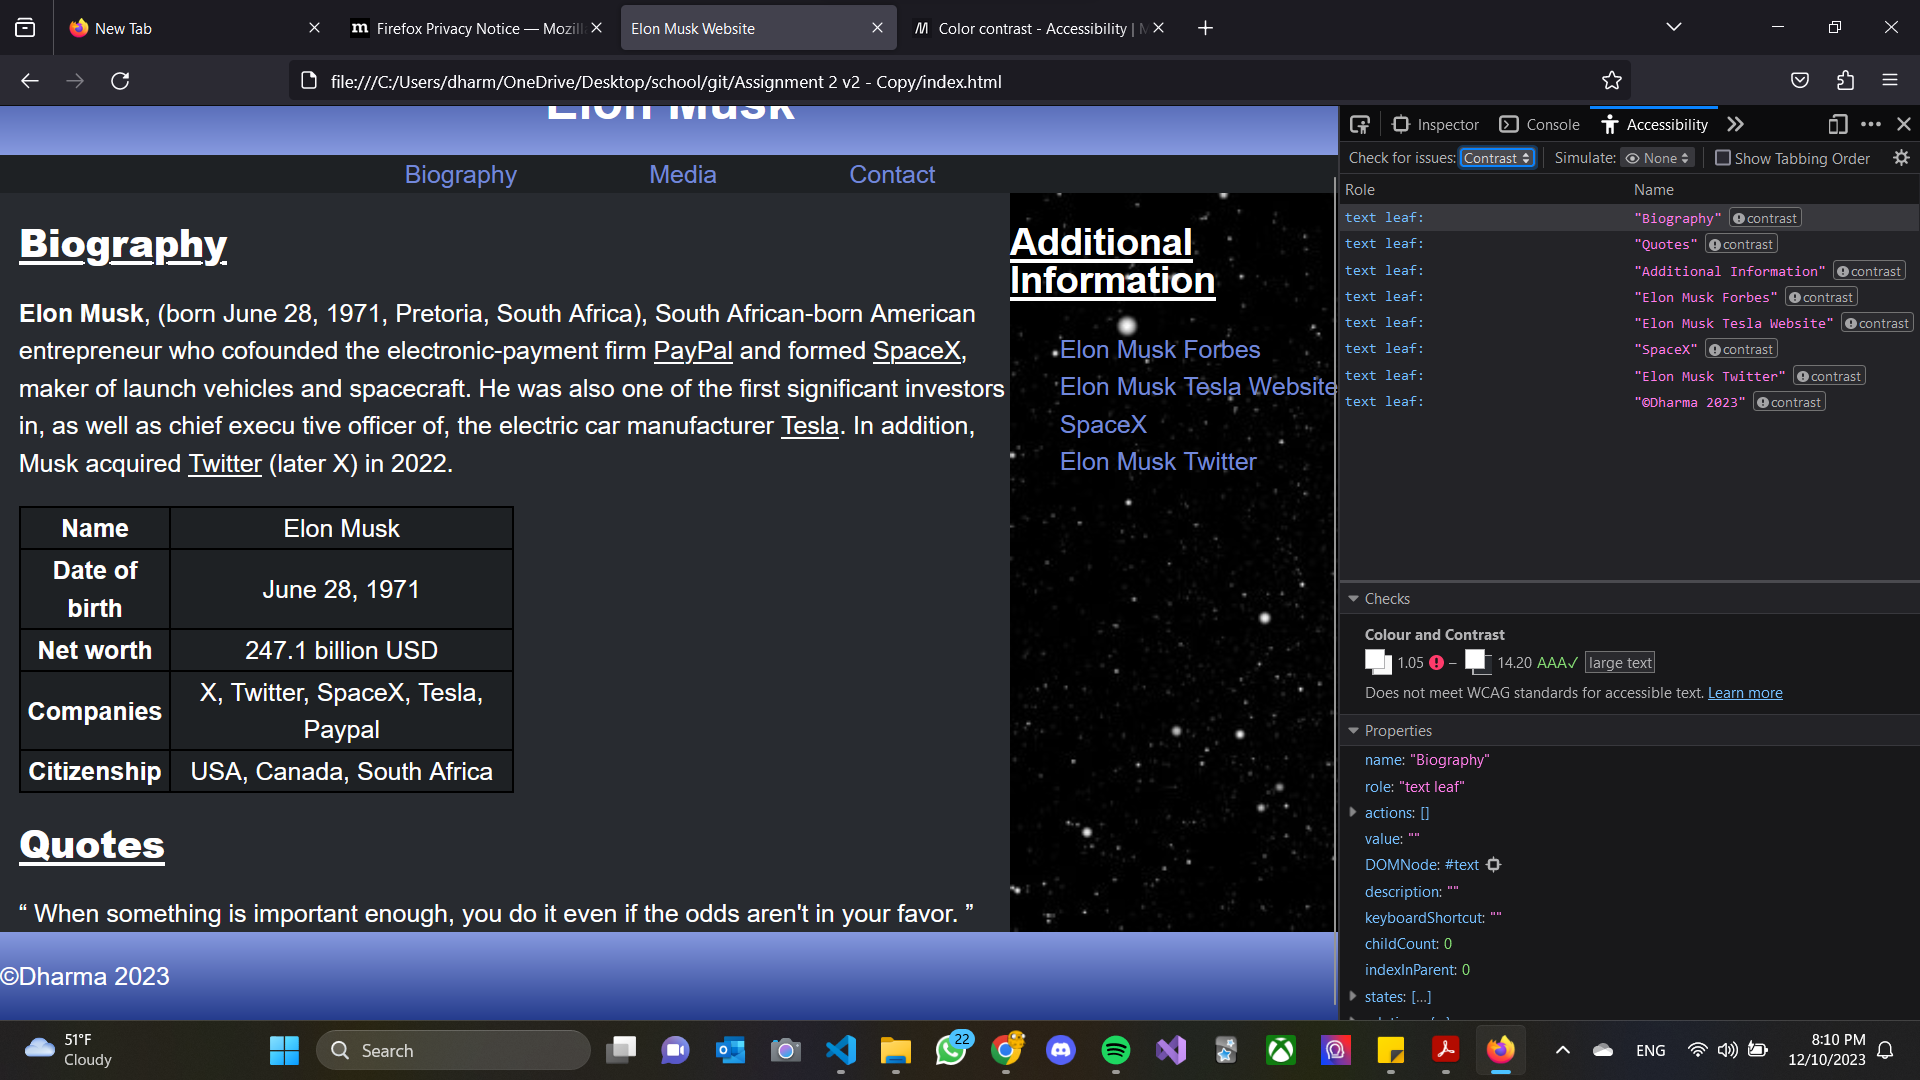 New Tab
Firefox Privacy Notice — Mozill
Elon Musk Website
Color contrast - Accessibility | M
file:///C:/Users/dharm/OneDrive/Desktop/school/git/Assignment 2 v2 - Copy/index.html
Elon Musk
Biography Media Contact
Biography
Elon Musk, (born June 28, 1971, Pretoria, South Africa), South African-born American
entrepreneur who cofounded the electronic-payment firm PayPal and formed SpaceX,
maker of launch vehicles and spacecraft. He was also one of the first significant investors
in, as well as chief execu tive officer of, the electric car manufacturer Tesla. In addition,
Musk acquired Twitter (later X) in 2022.
Name Elon Musk
Date of
birth
June 28, 1971
Net worth 247.1 billion USD
Companies
X, Twitter, SpaceX, Tesla,
Paypal
Citizenship USA, Canada, South Africa
Quotes
“ When something is important enough, you do it even if the odds aren't in your favor. ”
Additional
Information
Elon Musk Forbes
Elon Musk Tesla Website
SpaceX
Elon Musk Twitter
©Dharma 2023
Inspector Console Accessibility
Check for issues: Contrast Simulate: None Show Tabbing Order
Role Name
text leaf: "Biography" contrast
text leaf: "Quotes" contrast
text leaf: "Additional Information" contrast
text leaf: "Elon Musk Forbes" contrast
text leaf: "Elon Musk Tesla Website" contrast
text leaf: "SpaceX" contrast
text leaf: "Elon Musk Twitter" contrast
text leaf: "©Dharma 2023" contrast
Checks
Colour and Contrast
1.05 – 14.20 AAA✓ large text
Does not meet WCAG standards for accessible text. Learn more
Properties
name: "Biography"
role: "text leaf"
actions: []
value: ""
DOMNode: #text
description: ""
keyboardShortcut: ""
childCount: 0
indexInParent: 0
states: […]
51°F
Cloudy
Search
22
ENG
8:10 PM
12/10/2023